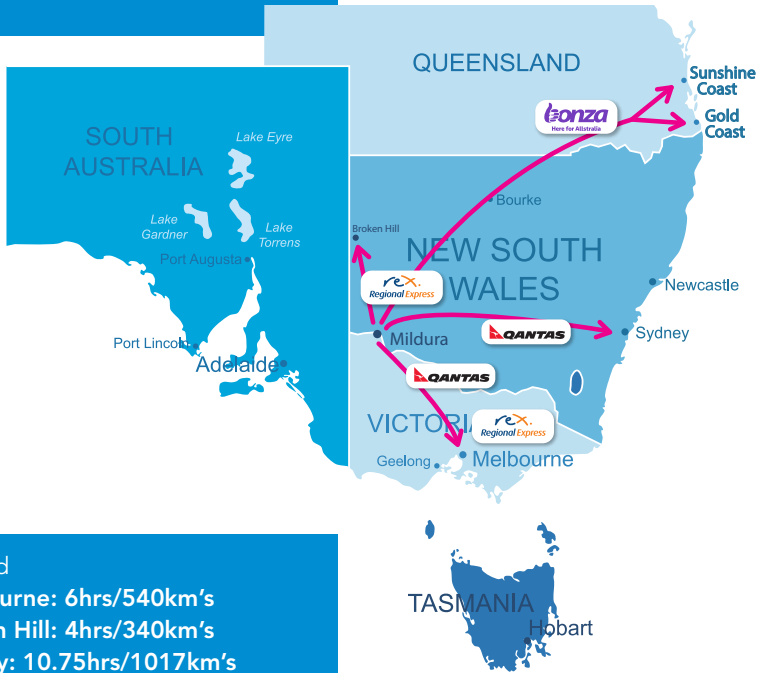 QUEENSLAND
Sunshine
Coast
bonza
Here for Allstralia
Gold
Coast
SOUTH
AUSTRALIA
Lake Eyre
Bourke
Lake
Gardner
Lake
Torrens
Broken Hill
NEW SOUTH
WALES
Port Augusta
rex.
Regional Express
Newcastle
Port Lincoln
Mildura
QANTAS
Sydney
Adelaide
QANTAS
VICTORIA
rex.
Regional Express
Geelong
Melbourne
TASMANIA
Hobart
d
urne: 6hrs/540km's
n Hill: 4hrs/340km's
y: 10.75hrs/1017km's